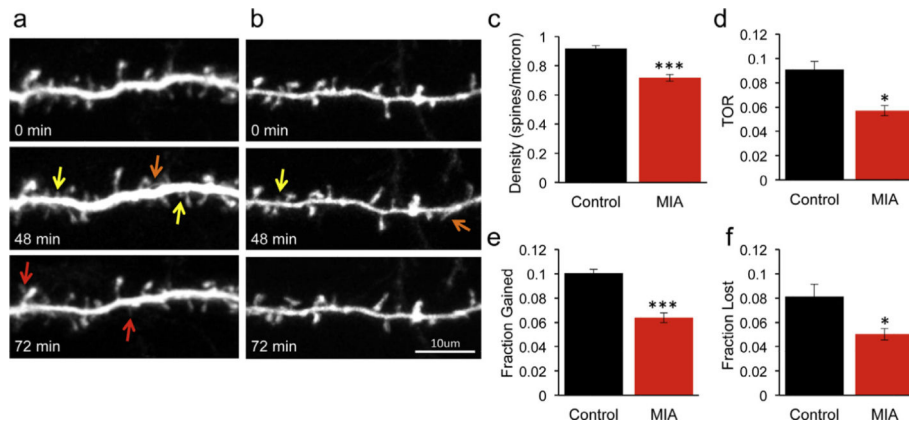 a
0 min
48 min
72 min
b
0 min
48 min
72 min
10um
c
Density (spines/micron)
1
0.8
0.6
0.4
0.2
0
***
Control MIA
d
TOR
0.12
0.1
0.08
0.06
0.04
0.02
0
*
Control MIA
e
Fraction Gained
0.12
0.1
0.08
0.06
0.04
0.02
0
***
Control MIA
f
Fraction Lost
0.12
0.1
0.08
0.06
0.04
0.02
0
*
Control MIA